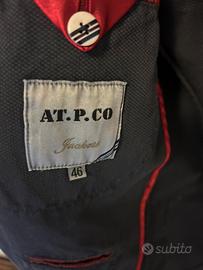 AT.P.CO
Jackets
46
subito